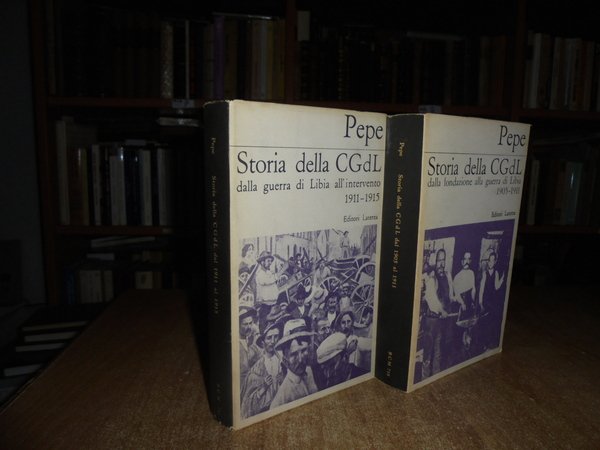 Pepe
Storia della CGdL
dalla guerra di Libia all'intervento
1911-1915
Editori Laterza
Pepe
Storia della CGdL dal 1911 al 1915
Pepe
Storia della CGdL
dalla fondazione alla guerra di Libia
1905-1911
Editori Laterza
Pepe
Storia della CGdL dal 1905 al 1911